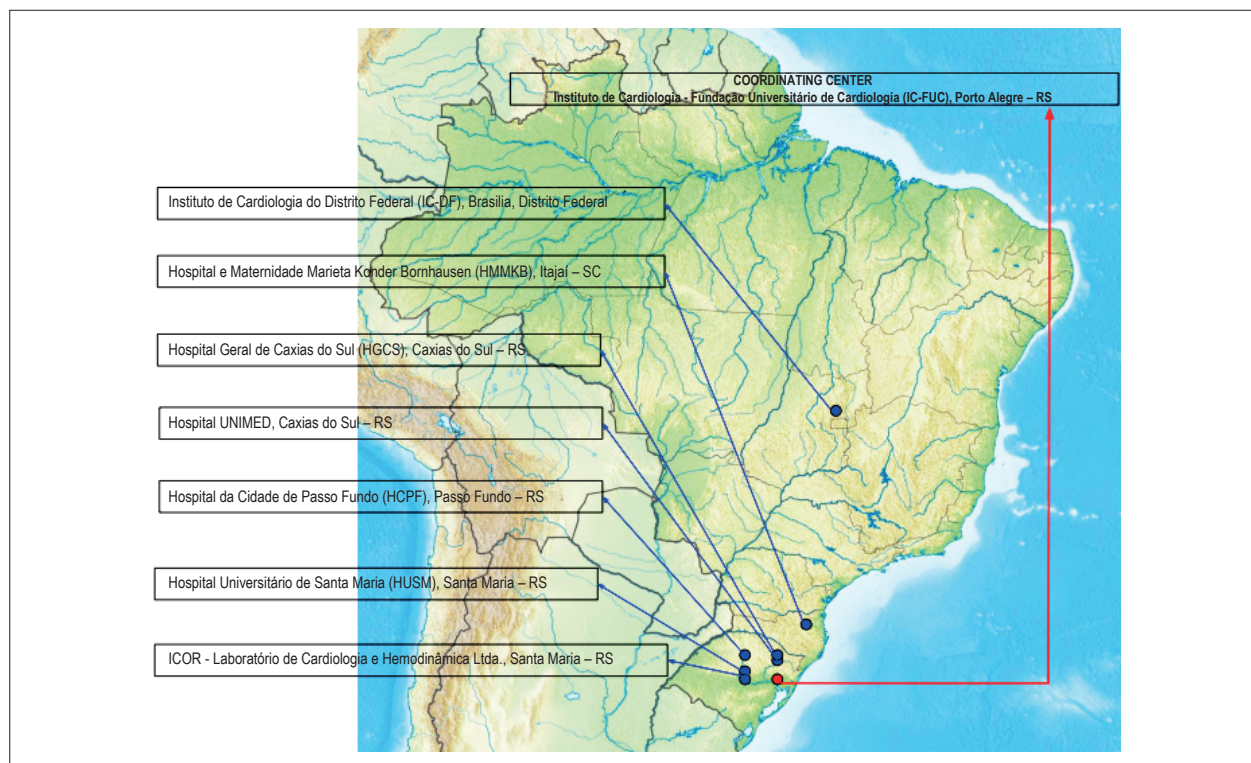 COORDINATING CENTER
Instituto de Cardiologia - Fundação Universitário de Cardiologia (IC-FUC), Porto Alegre – RS
Instituto de Cardiologia do Distrito Federal (IC-DF), Brasilia, Distrito Federal
Hospital e Maternidade Marieta Konder Bornhausen (HMMKB), Itajaí – SC
Hospital Geral de Caxias do Sul (HGCS), Caxias do Sul – RS
Hospital UNIMED, Caxias do Sul – RS
Hospital da Cidade de Passo Fundo (HCPF), Passo Fundo – RS
Hospital Universitário de Santa Maria (HUSM), Santa Maria – RS
ICOR - Laboratório de Cardiologia e Hemodinâmica Ltda., Santa Maria – RS